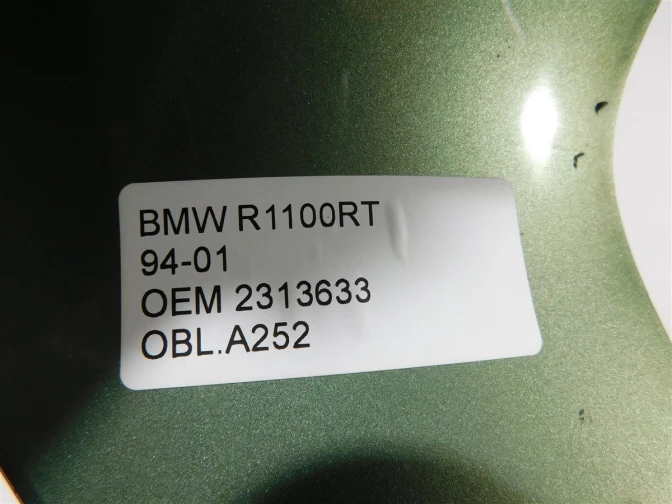 BMW R1100RT
94-01
OEM 2313633
OBL.A252